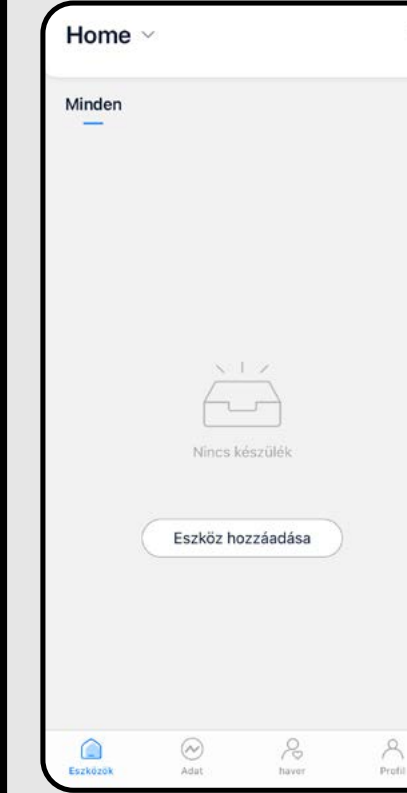 Home
Minden
Nincs készülék
Eszköz hozzáadása
Eszközök
Adat
haver
Profil